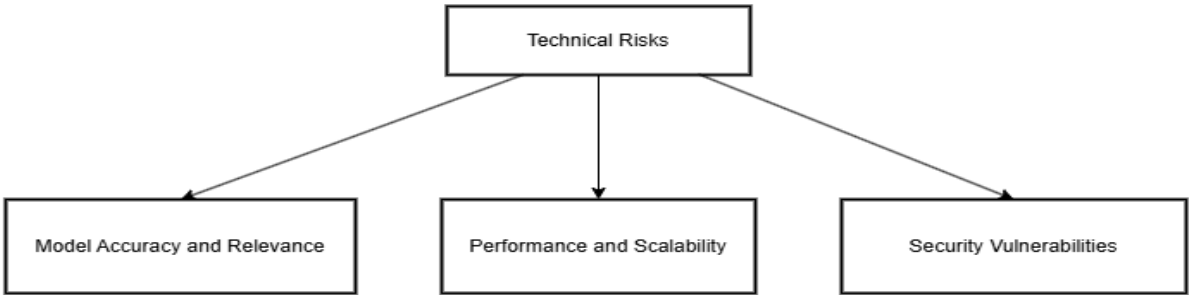 Technical Risks
Model Accuracy and Relevance
Performance and Scalability
Security Vulnerabilities